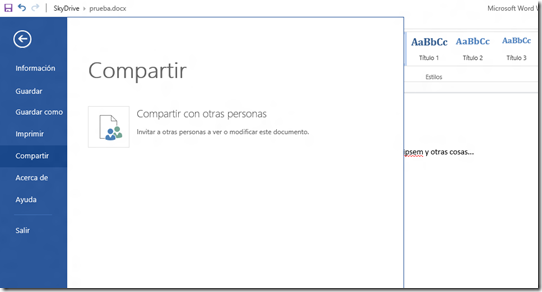 SkyDrive ▸ prueba.docx
Microsoft Word W
Información
Guardar
Guardar como
Imprimir
Compartir
Acerca de
Ayuda
Salir
Compartir
Compartir con otras personas
Invitar a otras personas a ver o modificar este documento.
AaBbCc AaBbCc AaBbCc
Título 1 Título 2 Título 3
Estilos
ipsem y otras cosas...